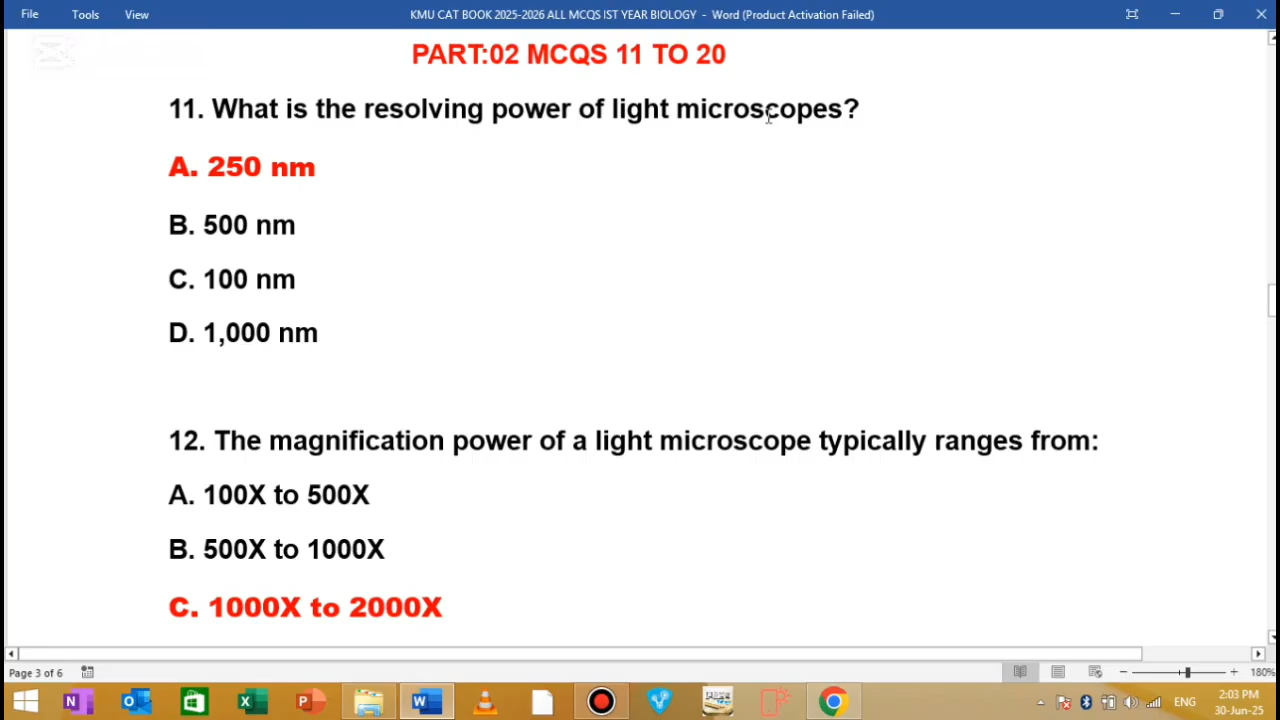 File Tools View KMU CAT BOOK 2025-2026 ALL MCQS IST YEAR BIOLOGY - Word (Product Activation Failed)
PART:02 MCQS 11 TO 20
11. What is the resolving power of light microscopes?
A. 250 nm
B. 500 nm
C. 100 nm
D. 1,000 nm
12. The magnification power of a light microscope typically ranges from:
A. 100X to 500X
B. 500X to 1000X
C. 1000X to 2000X
Page 3 of 6 180%
ENG 2:03 PM
30-Jun-25